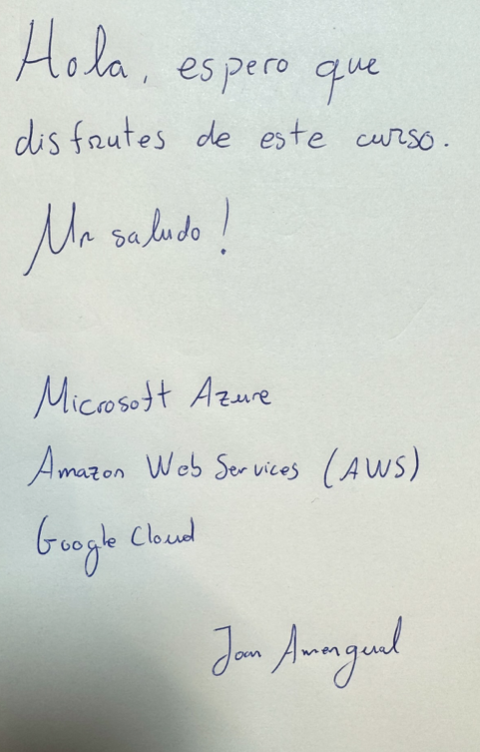 Hola, espero que
disfrutes de este curso.
Un saludo!
Microsoft Azure
Amazon Web Services (AWS)
Google Cloud
Joan Amengual